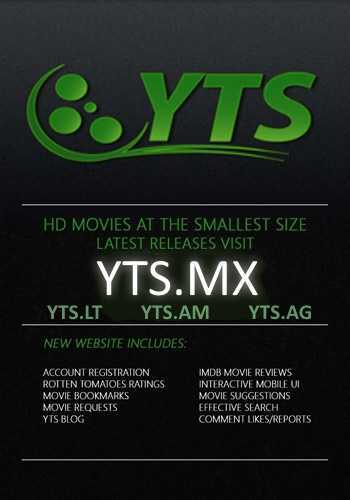 YTS
HD MOVIES AT THE SMALLEST SIZE
LATEST RELEASES VISIT
YTS.MX
YTS.LT YTS.AM YTS.AG
NEW WEBSITE INCLUDES:
ACCOUNT REGISTRATION
ROTTEN TOMATOES RATINGS
MOVIE BOOKMARKS
MOVIE REQUESTS
YTS BLOG
IMDB MOVIE REVIEWS
INTERACTIVE MOBILE UI
MOVIE SUGGESTIONS
EFFECTIVE SEARCH
COMMENT LIKES/REPORTS